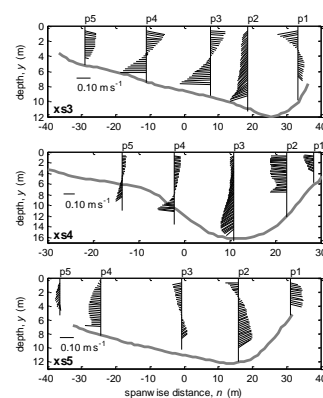 p5 p4 p3 p2 p1
0
2
4
6
8
10
12
depth, y (m)
0.10 m s⁻¹
xs3
-40 -30 -20 -10 0 10 20 30 40
p5 p4 p3 p2 p1
0
2
4
6
8
10
12
14
16
depth, y (m)
0.10 m s⁻¹
xs4
-40 -30 -20 -10 0 10 20 30 40
p5 p4 p3 p2 p1
0
2
4
6
8
10
12
depth, y (m)
0.10 m s⁻¹
xs5
-40 -30 -20 -10 0 10 20 30 40
spanwise distance, n (m)